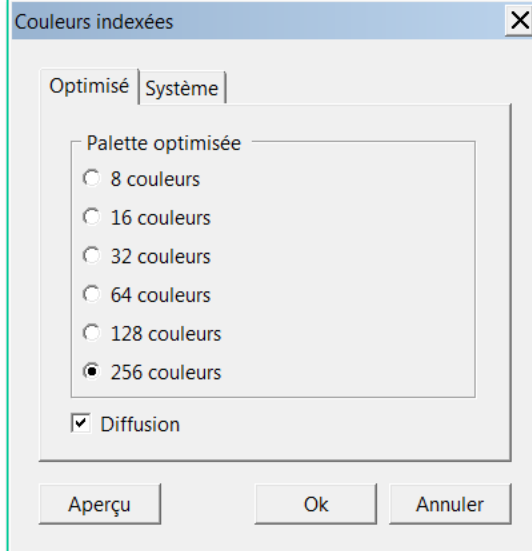 Couleurs indexées
Optimisé Système
Palette optimisée
8 couleurs
16 couleurs
32 couleurs
64 couleurs
128 couleurs
256 couleurs
Diffusion
Aperçu Ok Annuler